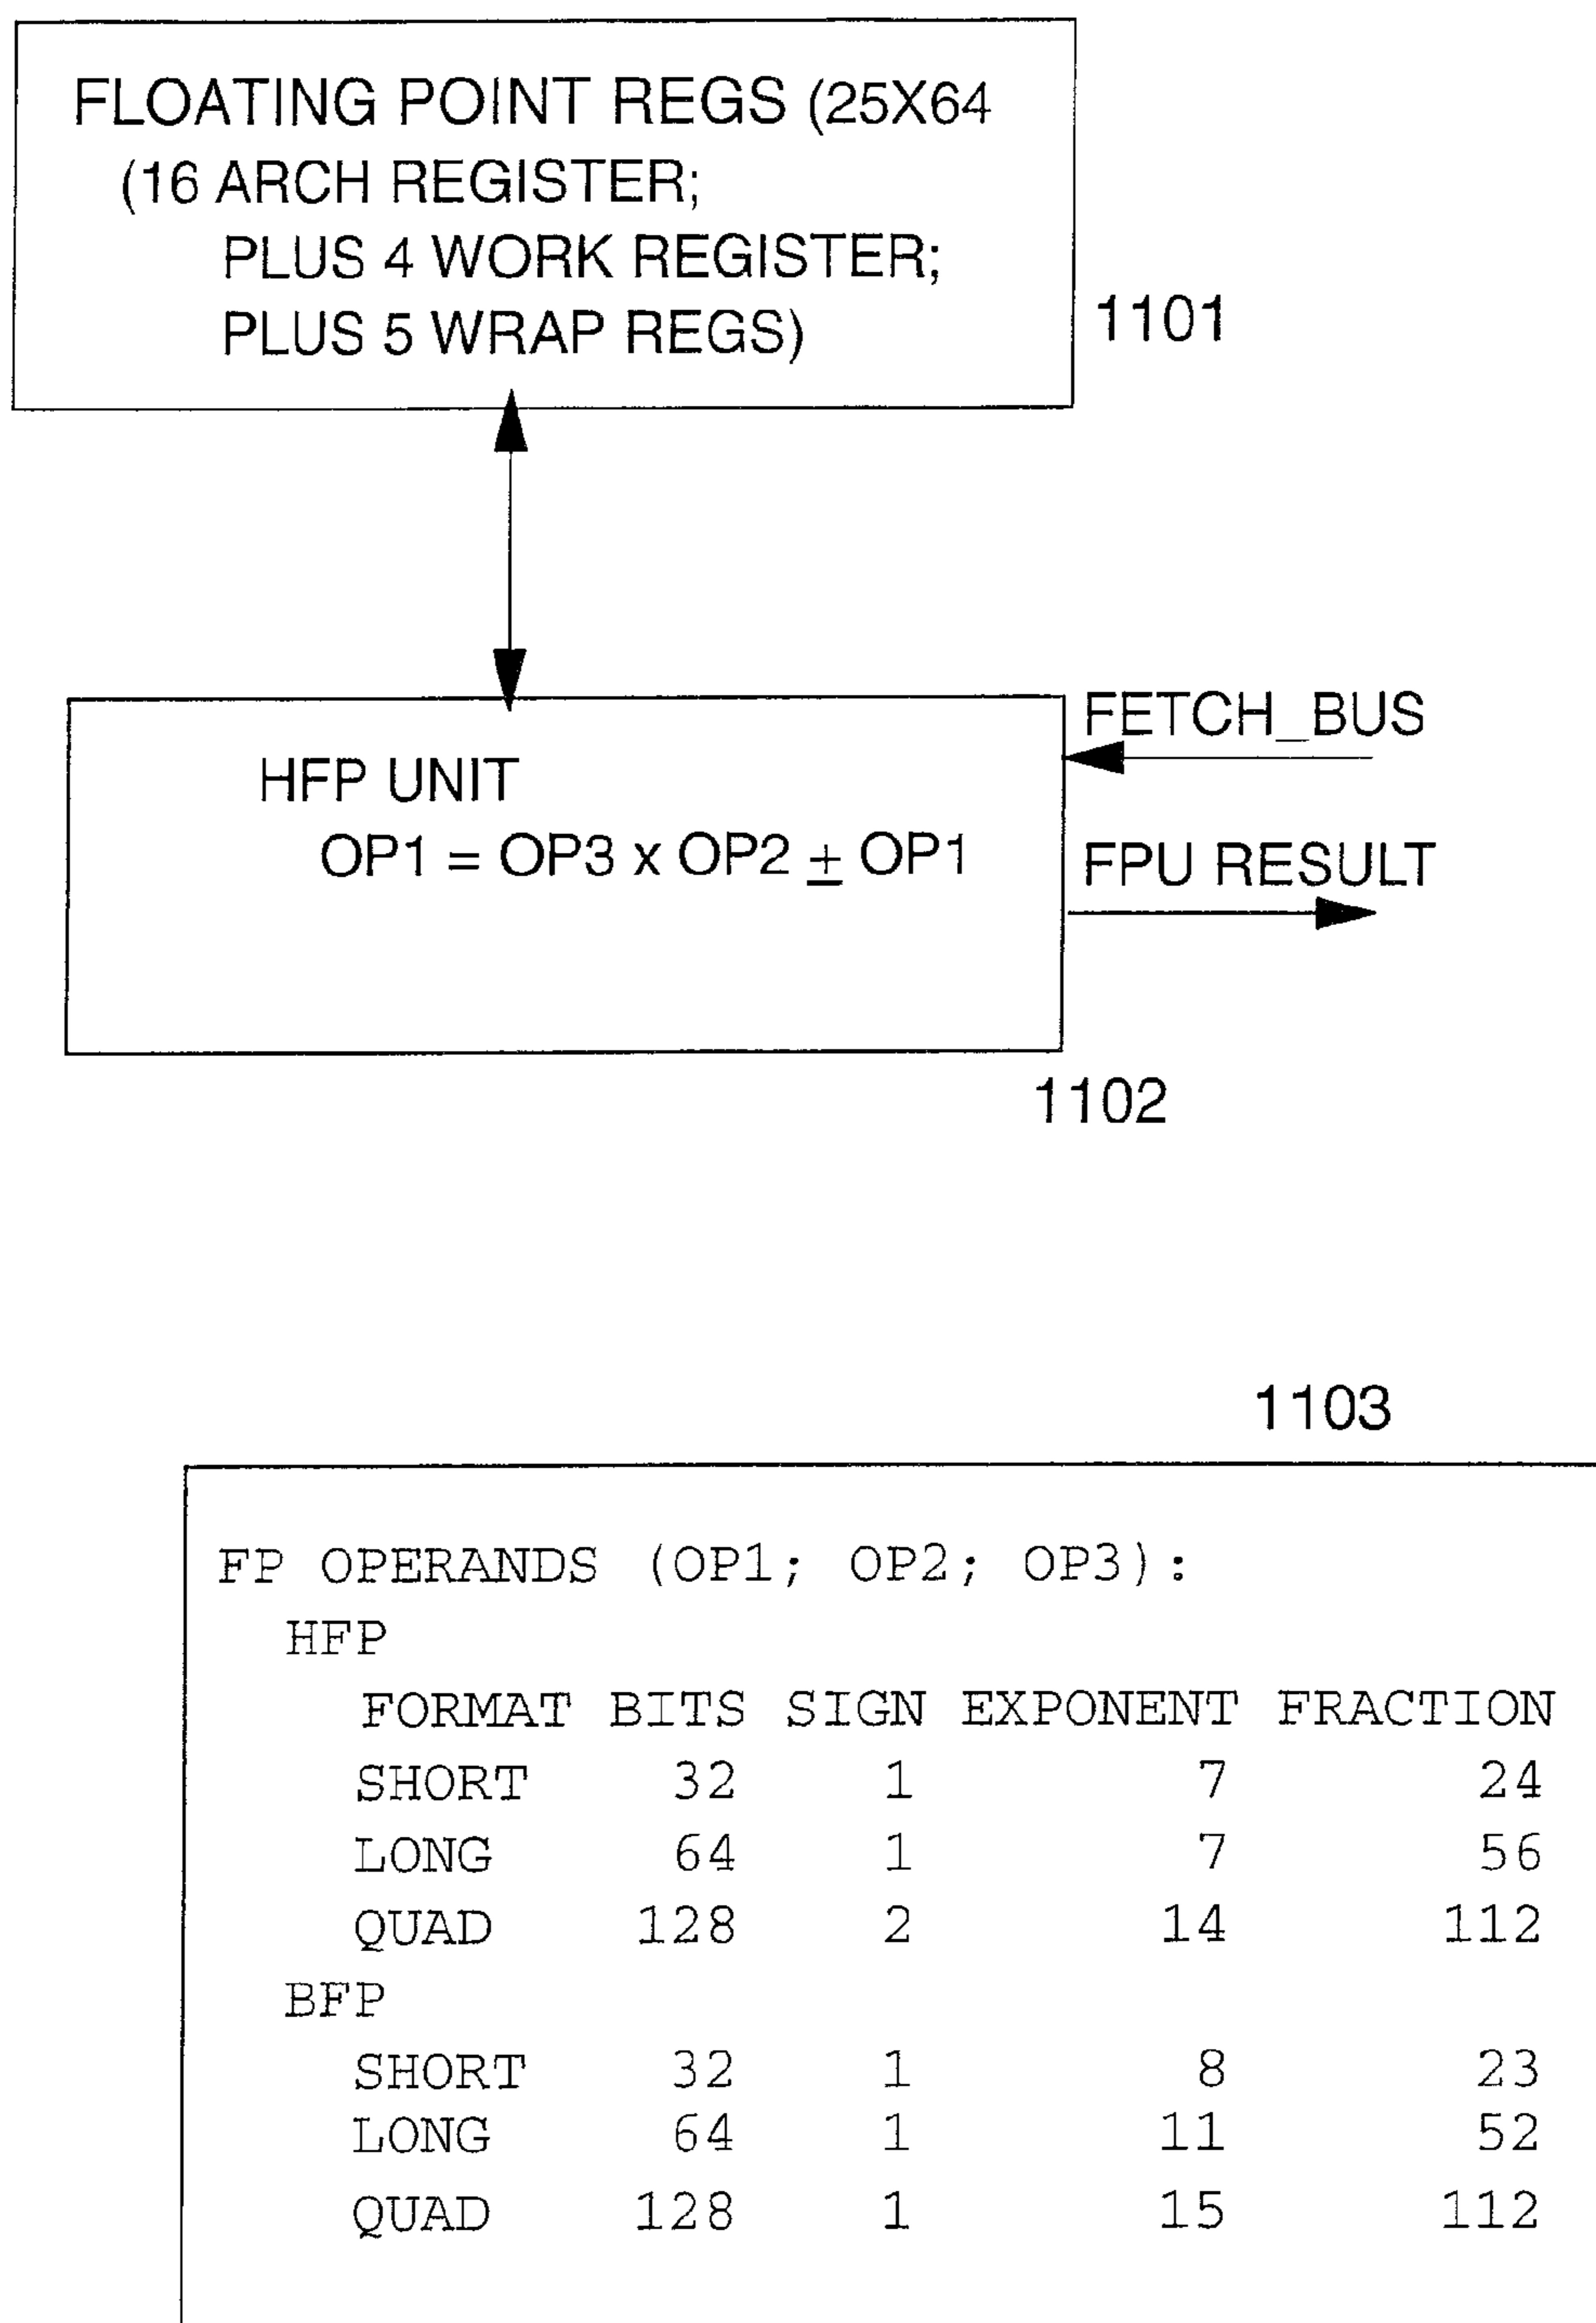 FLOATING POINT REGS (25X64
(16 ARCH REGISTER;
PLUS 4 WORK REGISTER;
PLUS 5 WRAP REGS)
1101
FETCH_BUS
HFP UNIT
OP1 = OP3 x OP2 ± OP1
FPU RESULT
1102
1103
FP OPERANDS (OP1; OP2; OP3):
HFP
FORMAT BITS SIGN EXPONENT FRACTION
SHORT 32 1 7 24
LONG 64 1 7 56
QUAD 128 2 14 112
BFP
SHORT 32 1 8 23
LONG 64 1 11 52
QUAD 128 1 15 112